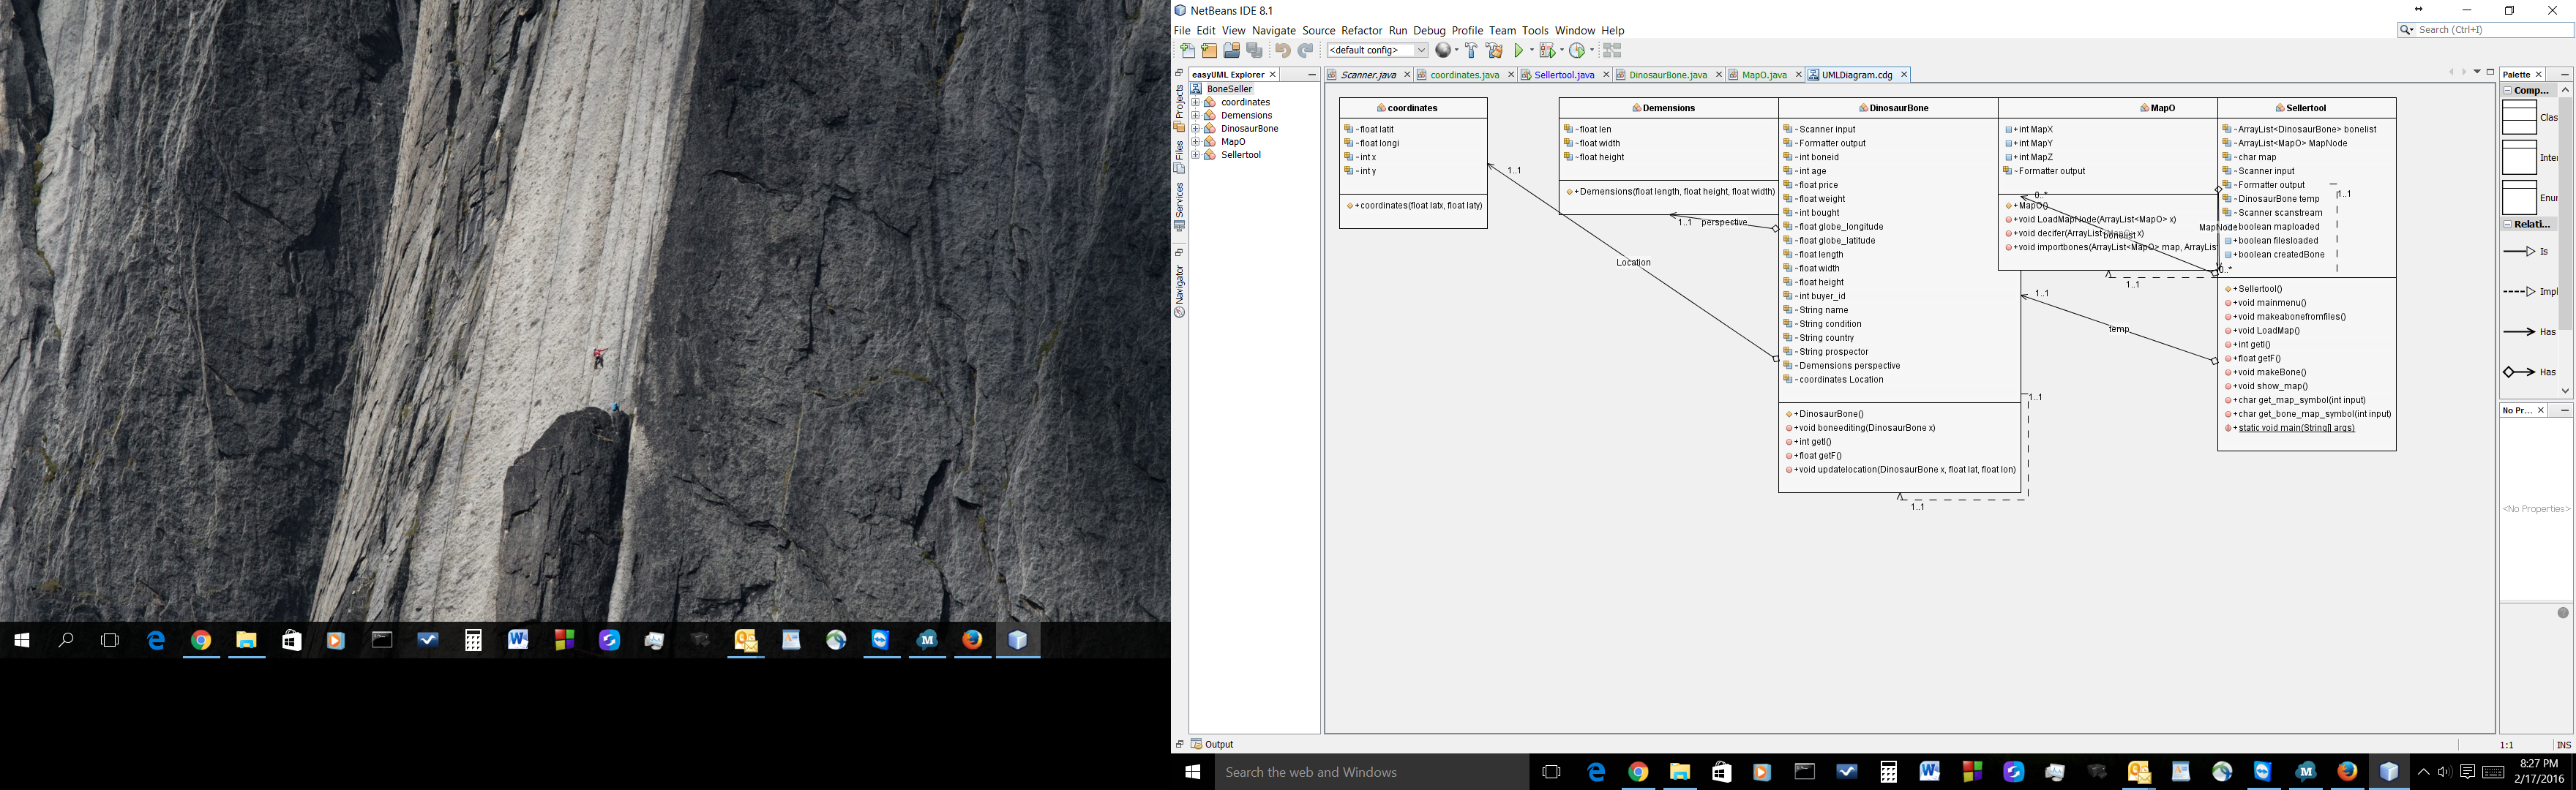 NetBeans IDE 8.1
File Edit View Navigate Source Refactor Run Debug Profile Team Tools Window Help
Search (Ctrl+I)
<default config>
easyUML Explorer
Scanner.java
coordinates.java
Sellertool.java
DinosaurBone.java
MapO.java
UMLDiagram.cdg
Projects
Files
Services
Navigator
BoneSeller
coordinates
Demensions
DinosaurBone
MapO
Sellertool
coordinates
~float latit
~float longi
~int x
~int y
+coordinates(float latx, float laty)
1..1
Location
Demensions
~float len
~float width
~float height
+Demensions(float length, float height, float width)
1..1 perspective
DinosaurBone
~Scanner input
~Formatter output
~int boneid
~int age
~float price
~float weight
~int bought
~float globe_longitude
~float globe_latitude
~float length
~float width
~float height
~int buyer_id
~String name
~String condition
~String country
~String prospector
~Demensions perspective
~coordinates Location
+DinosaurBone()
+void boneediting(DinosaurBone x)
+int getI()
+float getF()
+void updatelocation(DinosaurBone x, float lat, float lon)
1..1
1..1
MapO
+int MapX
+int MapY
+int MapZ
~Formatter output
0..*
+MapO()
+void LoadMapNode(ArrayList<MapO> x)
+void decifer(ArrayList x)
bonelist
+void importbones(ArrayList<MapO> map, ArrayList
MapNode
0..*
1..1
1..1
temp
Sellertool
~ArrayList<DinosaurBone> bonelist
~ArrayList<MapO> MapNode
~char map
~Scanner input
~Formatter output
1..1
~DinosaurBone temp
~Scanner scanstream
boolean maploaded
+boolean filesloaded
+boolean createdBone
+Sellertool()
+void mainmenu()
+void makeabonefromfiles()
+void LoadMap()
+int getI()
+float getF()
+void makeBone()
+void show_map()
+char get_map_symbol(int input)
+char get_bone_map_symbol(int input)
+static void main(String[] args)
Palette
Comp...
Clas
Inte
Enur
Relati...
Is
Impl
Has
Has
No Pr...
<No Properties>
Output
1:1
INS
Search the web and Windows
8:27 PM
2/17/2016